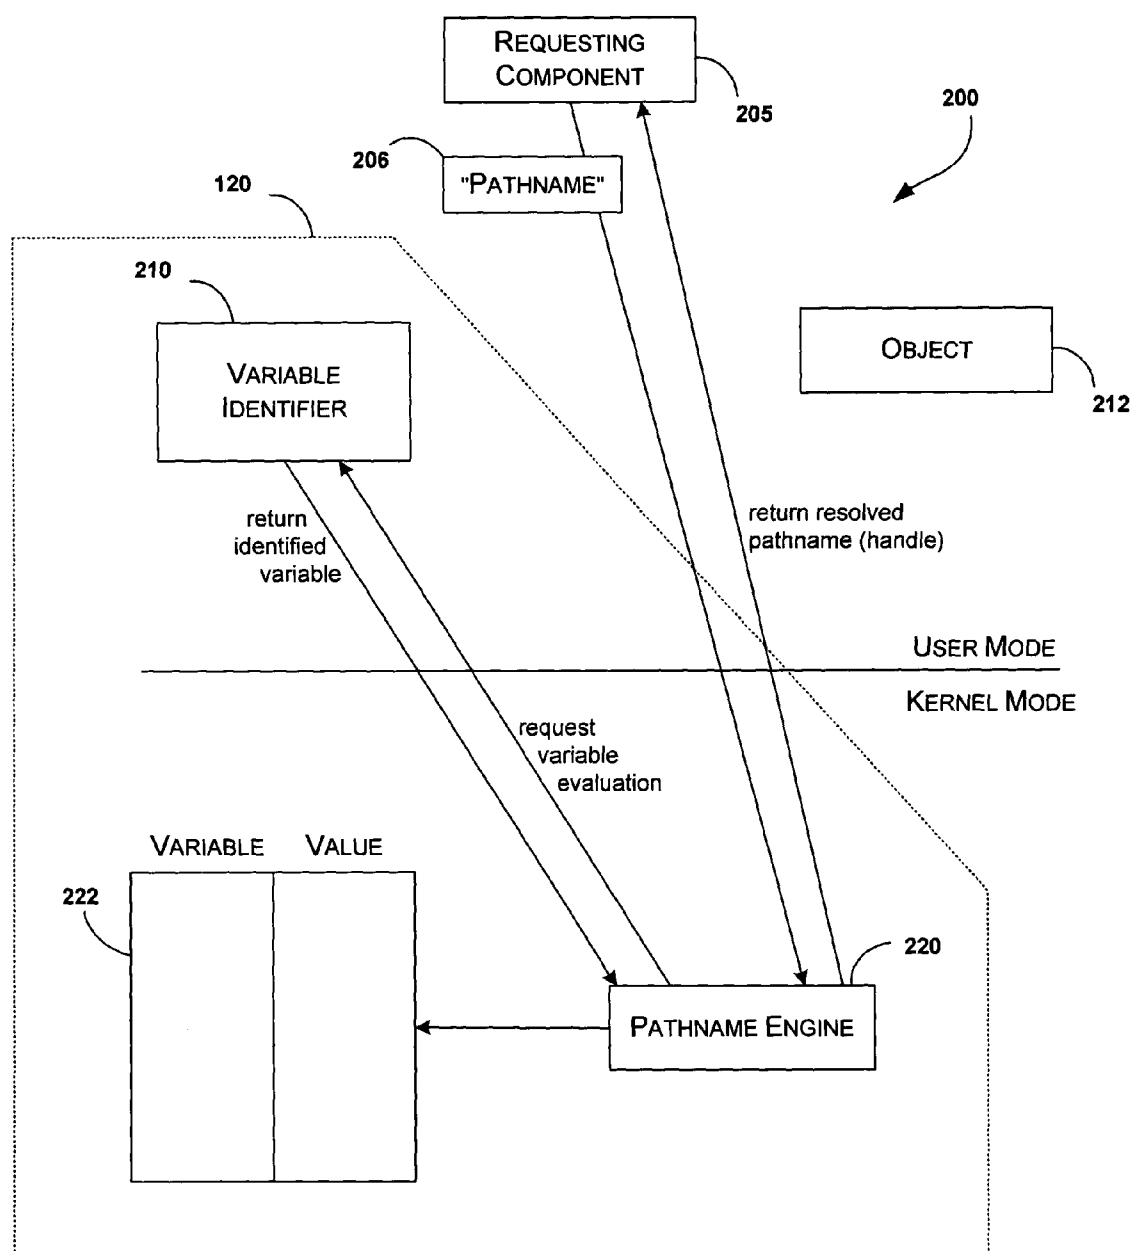 REQUESTING
COMPONENT
205
200
206
"PATHNAME"
120
210
VARIABLE
IDENTIFIER
OBJECT
212
return
identified
variable
return resolved
pathname (handle)
USER MODE
KERNEL MODE
request
variable
evaluation
VARIABLE VALUE
222
220
PATHNAME ENGINE